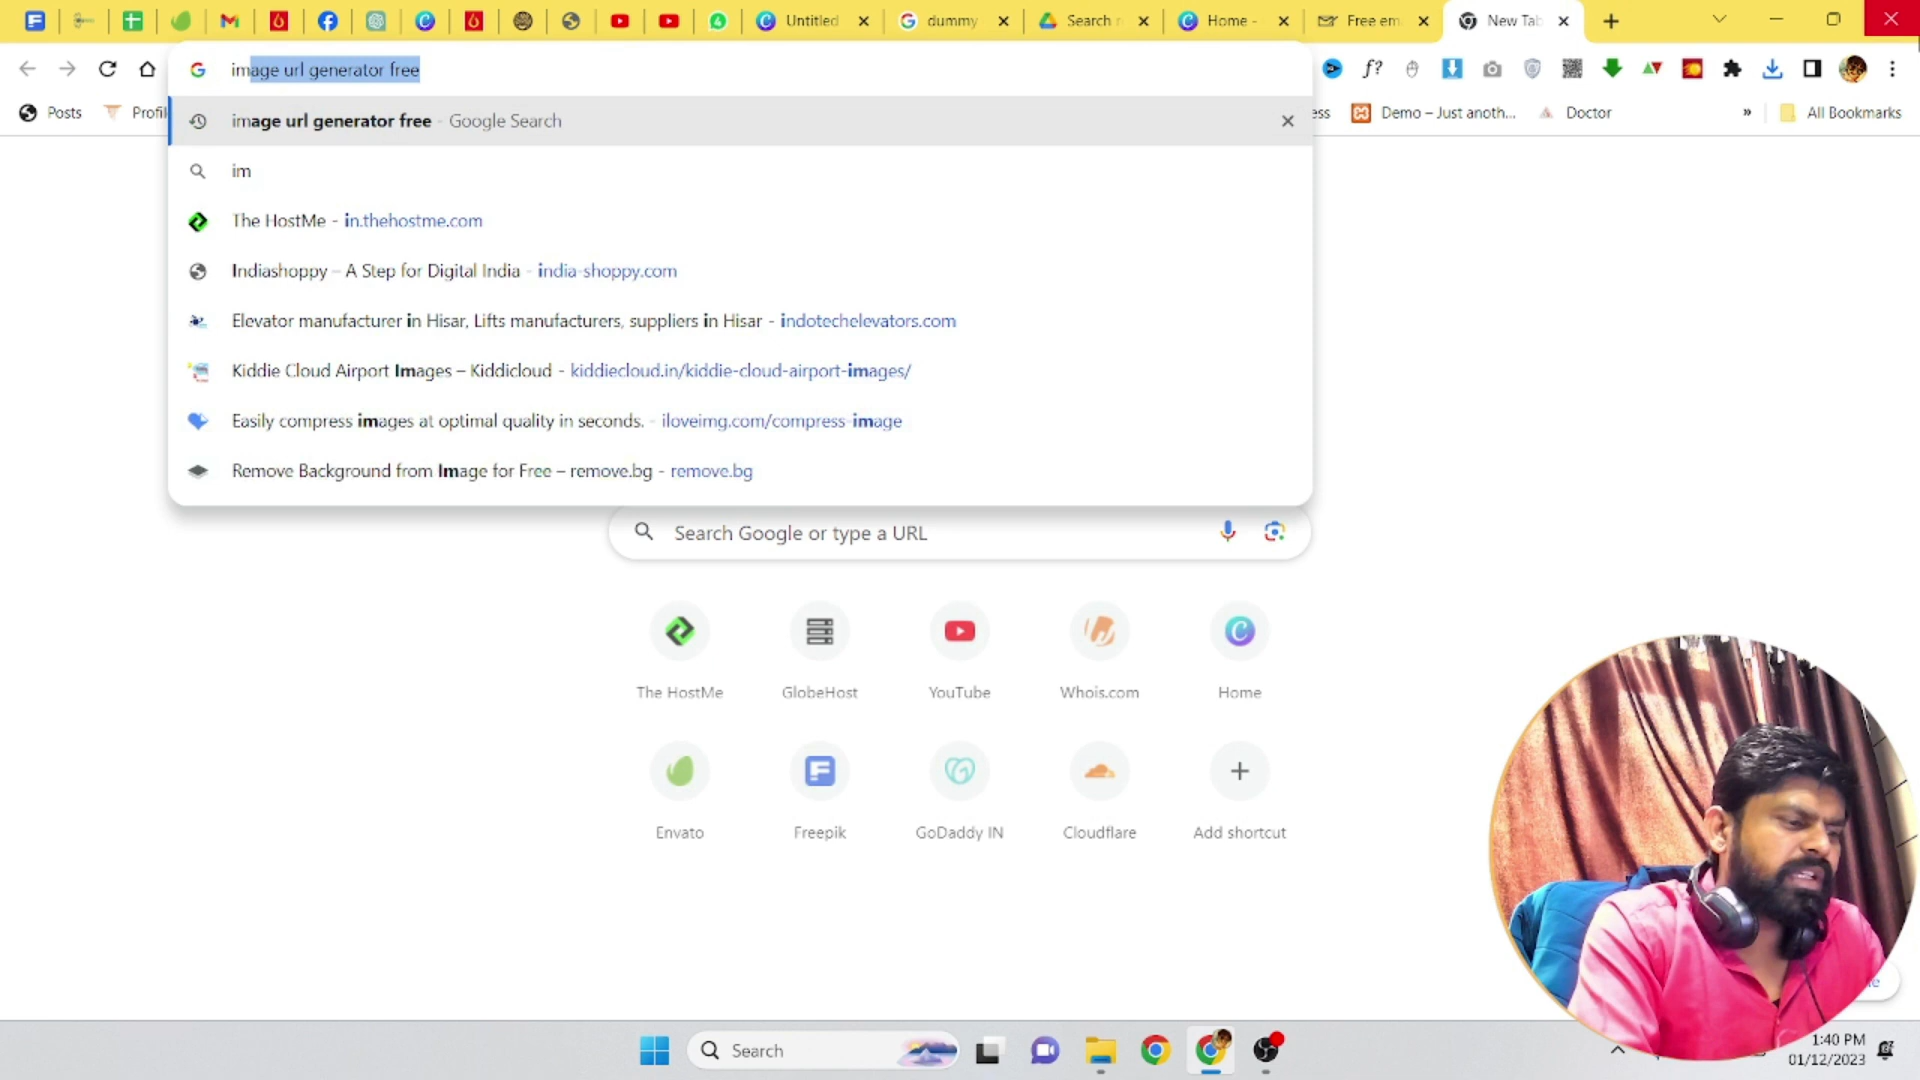 Untitled
dummy
Search r
Home -
Free em
New Tab
image url generator free
f?
Posts
Profil
ess
Demo – Just anoth...
Doctor
»
All Bookmarks
image url generator free - Google Search
im
The HostMe - in.thehostme.com
Indiashoppy – A Step for Digital India - india-shoppy.com
Elevator manufacturer in Hisar, Lifts manufacturers, suppliers in Hisar - indotechelevators.com
Kiddie Cloud Airport Images – Kiddicloud - kiddiecloud.in/kiddie-cloud-airport-images/
Easily compress images at optimal quality in seconds. - iloveimg.com/compress-image
Remove Background from Image for Free – remove.bg - remove.bg
Search Google or type a URL
The HostMe
GlobeHost
YouTube
Whois.com
Home
Envato
Freepik
GoDaddy IN
Cloudflare
Add shortcut
Search
1:40 PM
01/12/2023